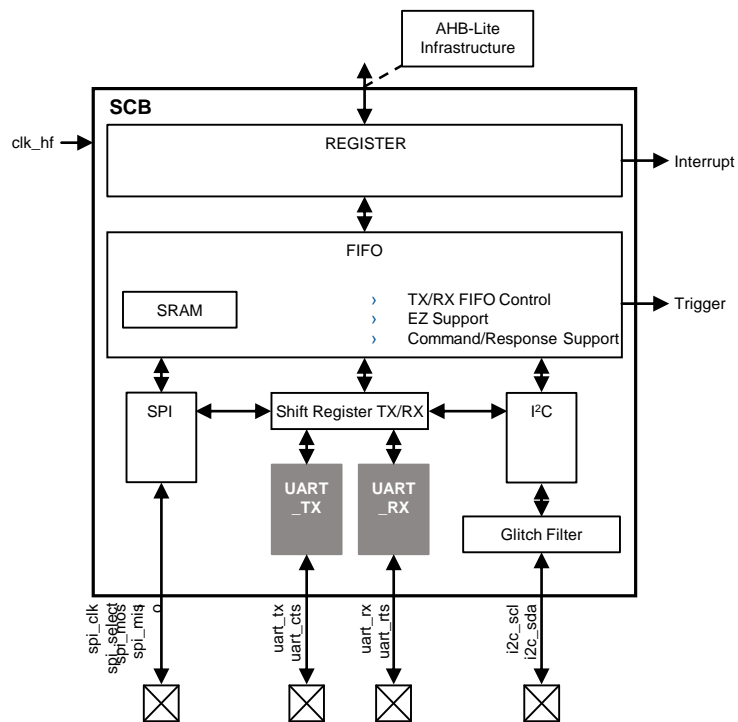 AHB-Lite
Infrastructure
SCB
clk_hf
REGISTER
Interrupt
FIFO
SRAM
› TX/RX FIFO Control
› EZ Support
› Command/Response Support
Trigger
SPI
Shift Register TX/RX
I²C
UART
_TX
UART
_RX
Glitch Filter
spi_clk
spi_select
spi_mos
i
spi_mis
o
uart_tx
uart_cts
uart_rx
uart_rts
i2c_scl
i2c_sda